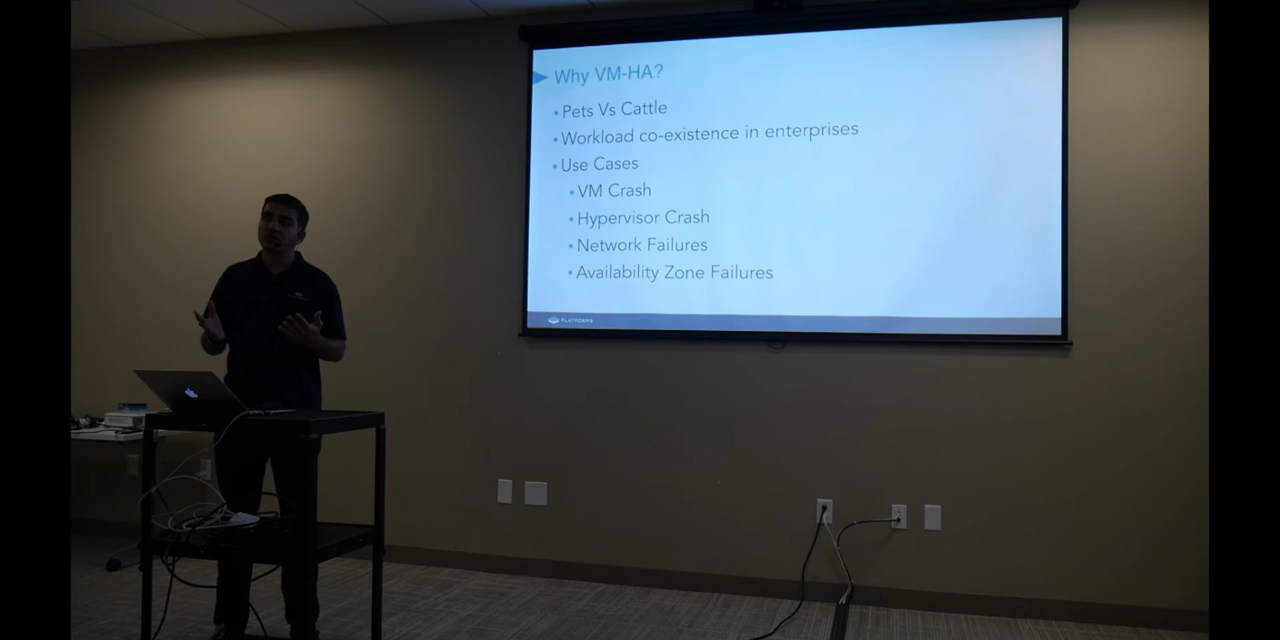 Why VM-HA?
Pets Vs Cattle
Workload co-existence in enterprises
Use Cases
VM Crash
Hypervisor Crash
Network Failures
Availability Zone Failures
PLATFORM9